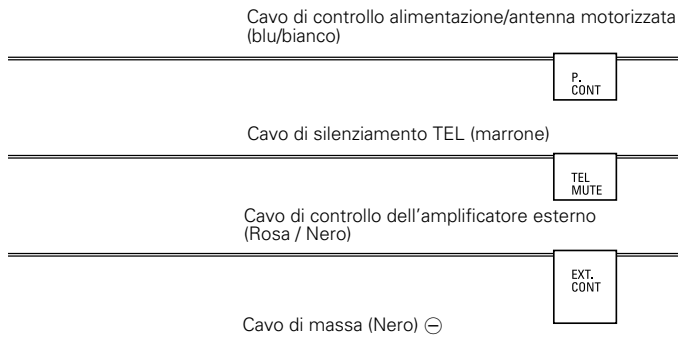 Cavo di controllo alimentazione/antenna motorizzata
(blu/bianco)
P.
CONT
Cavo di silenziamento TEL (marrone)
TEL
MUTE
Cavo di controllo dell'amplificatore esterno
(Rosa / Nero)
EXT.
CONT
Cavo di massa (Nero) ⊖